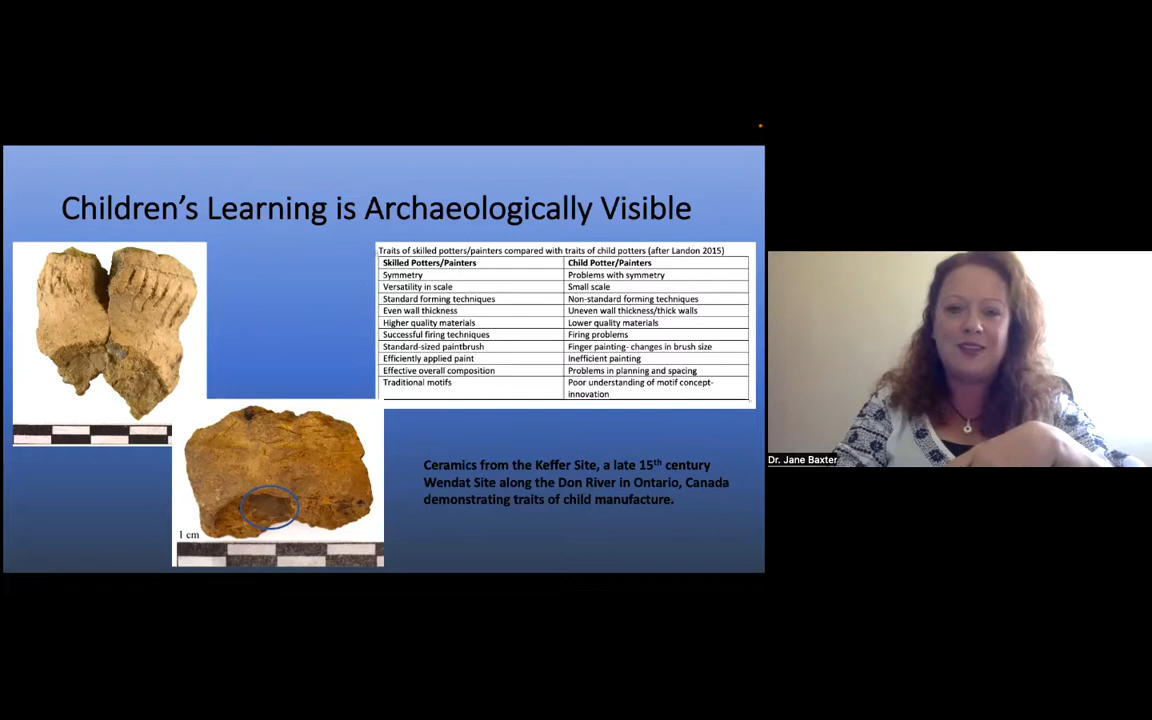 Children's Learning is Archaeologically Visible
Traits of skilled potters/painters compared with traits of child potters (after Landon 2015)
Skilled Potters/Painters Child Potter/Painters
Symmetry Problems with symmetry
Versatility in scale Small scale
Standard forming techniques Non-standard forming techniques
Even wall thickness Uneven wall thickness/thick walls
Higher quality materials Lower quality materials
Successful firing techniques Firing problems
Standard-sized paintbrush Finger painting- changes in brush size
Efficiently applied paint Inefficient painting
Effective overall composition Problems in planning and spacing
Traditional motifs Poor understanding of motif concept-
innovation
1 cm
Ceramics from the Keffer Site, a late 15th century
Wendat Site along the Don River in Ontario, Canada
demonstrating traits of child manufacture.
Dr. Jane Baxter